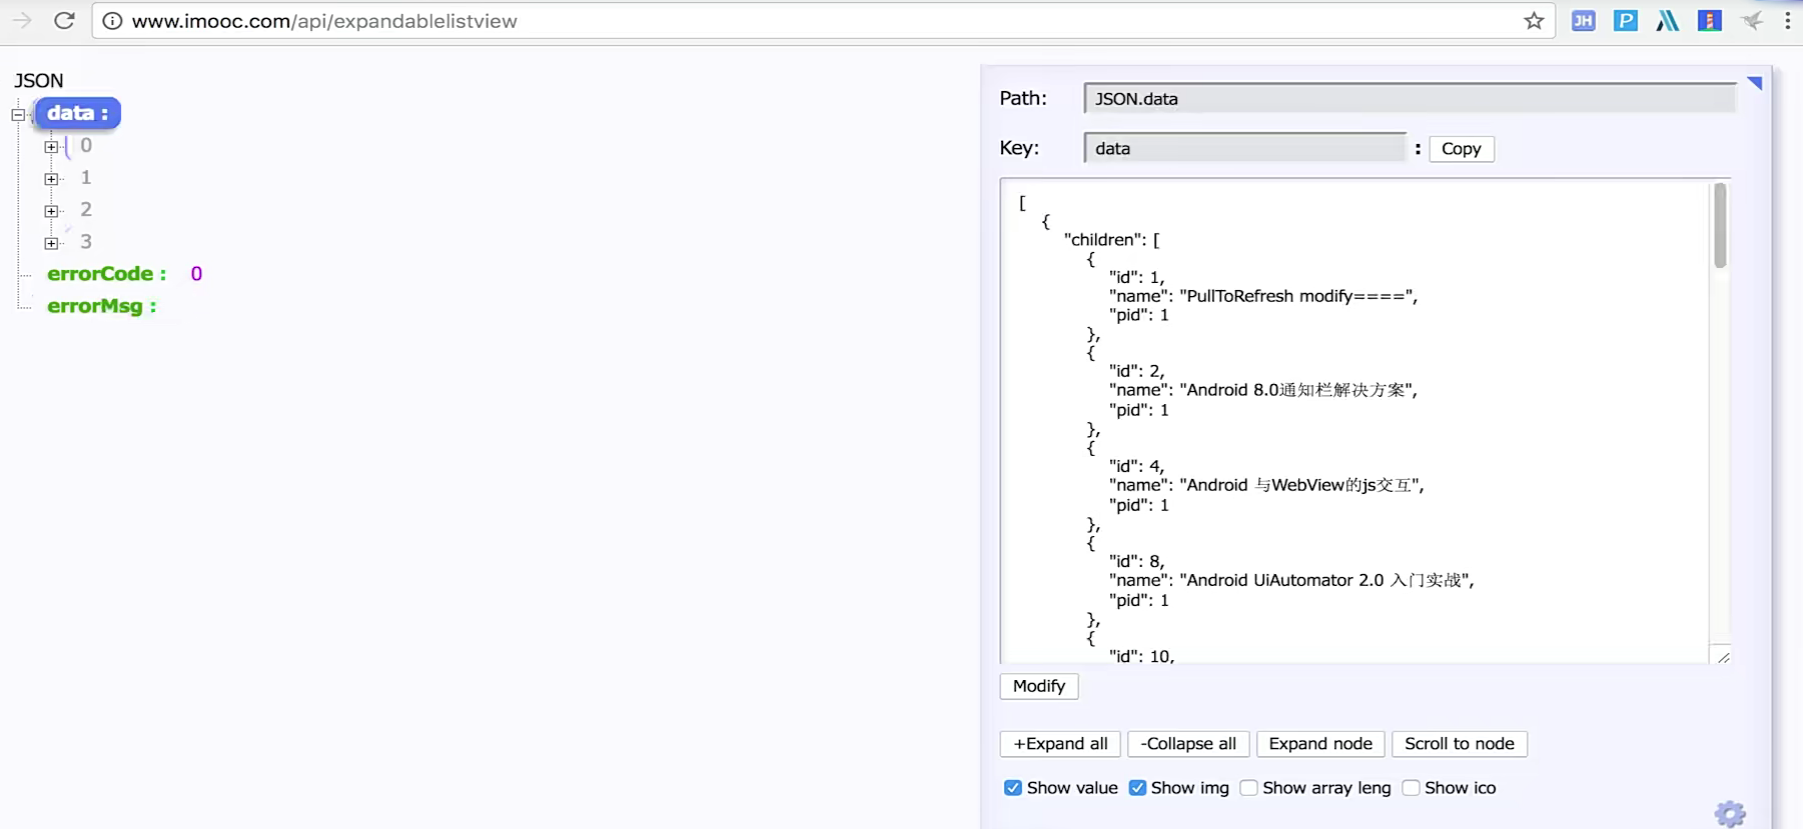 www.imooc.com/api/expandablelistview
JH
P
JSON
data :
0
1
2
3
errorCode : 0
errorMsg :
Path: JSON.data
Key: data : Copy
[
{
"children": [
{
"id": 1,
"name": "PullToRefresh modify====",
"pid": 1
},
{
"id": 2,
"name": "Android 8.0通知栏解决方案",
"pid": 1
},
{
"id": 4,
"name": "Android 与WebView的js交互",
"pid": 1
},
{
"id": 8,
"name": "Android UiAutomator 2.0 入门实战",
"pid": 1
},
{
"id": 10,
Modify
+Expand all -Collapse all Expand node Scroll to node
Show value Show img Show array leng Show ico